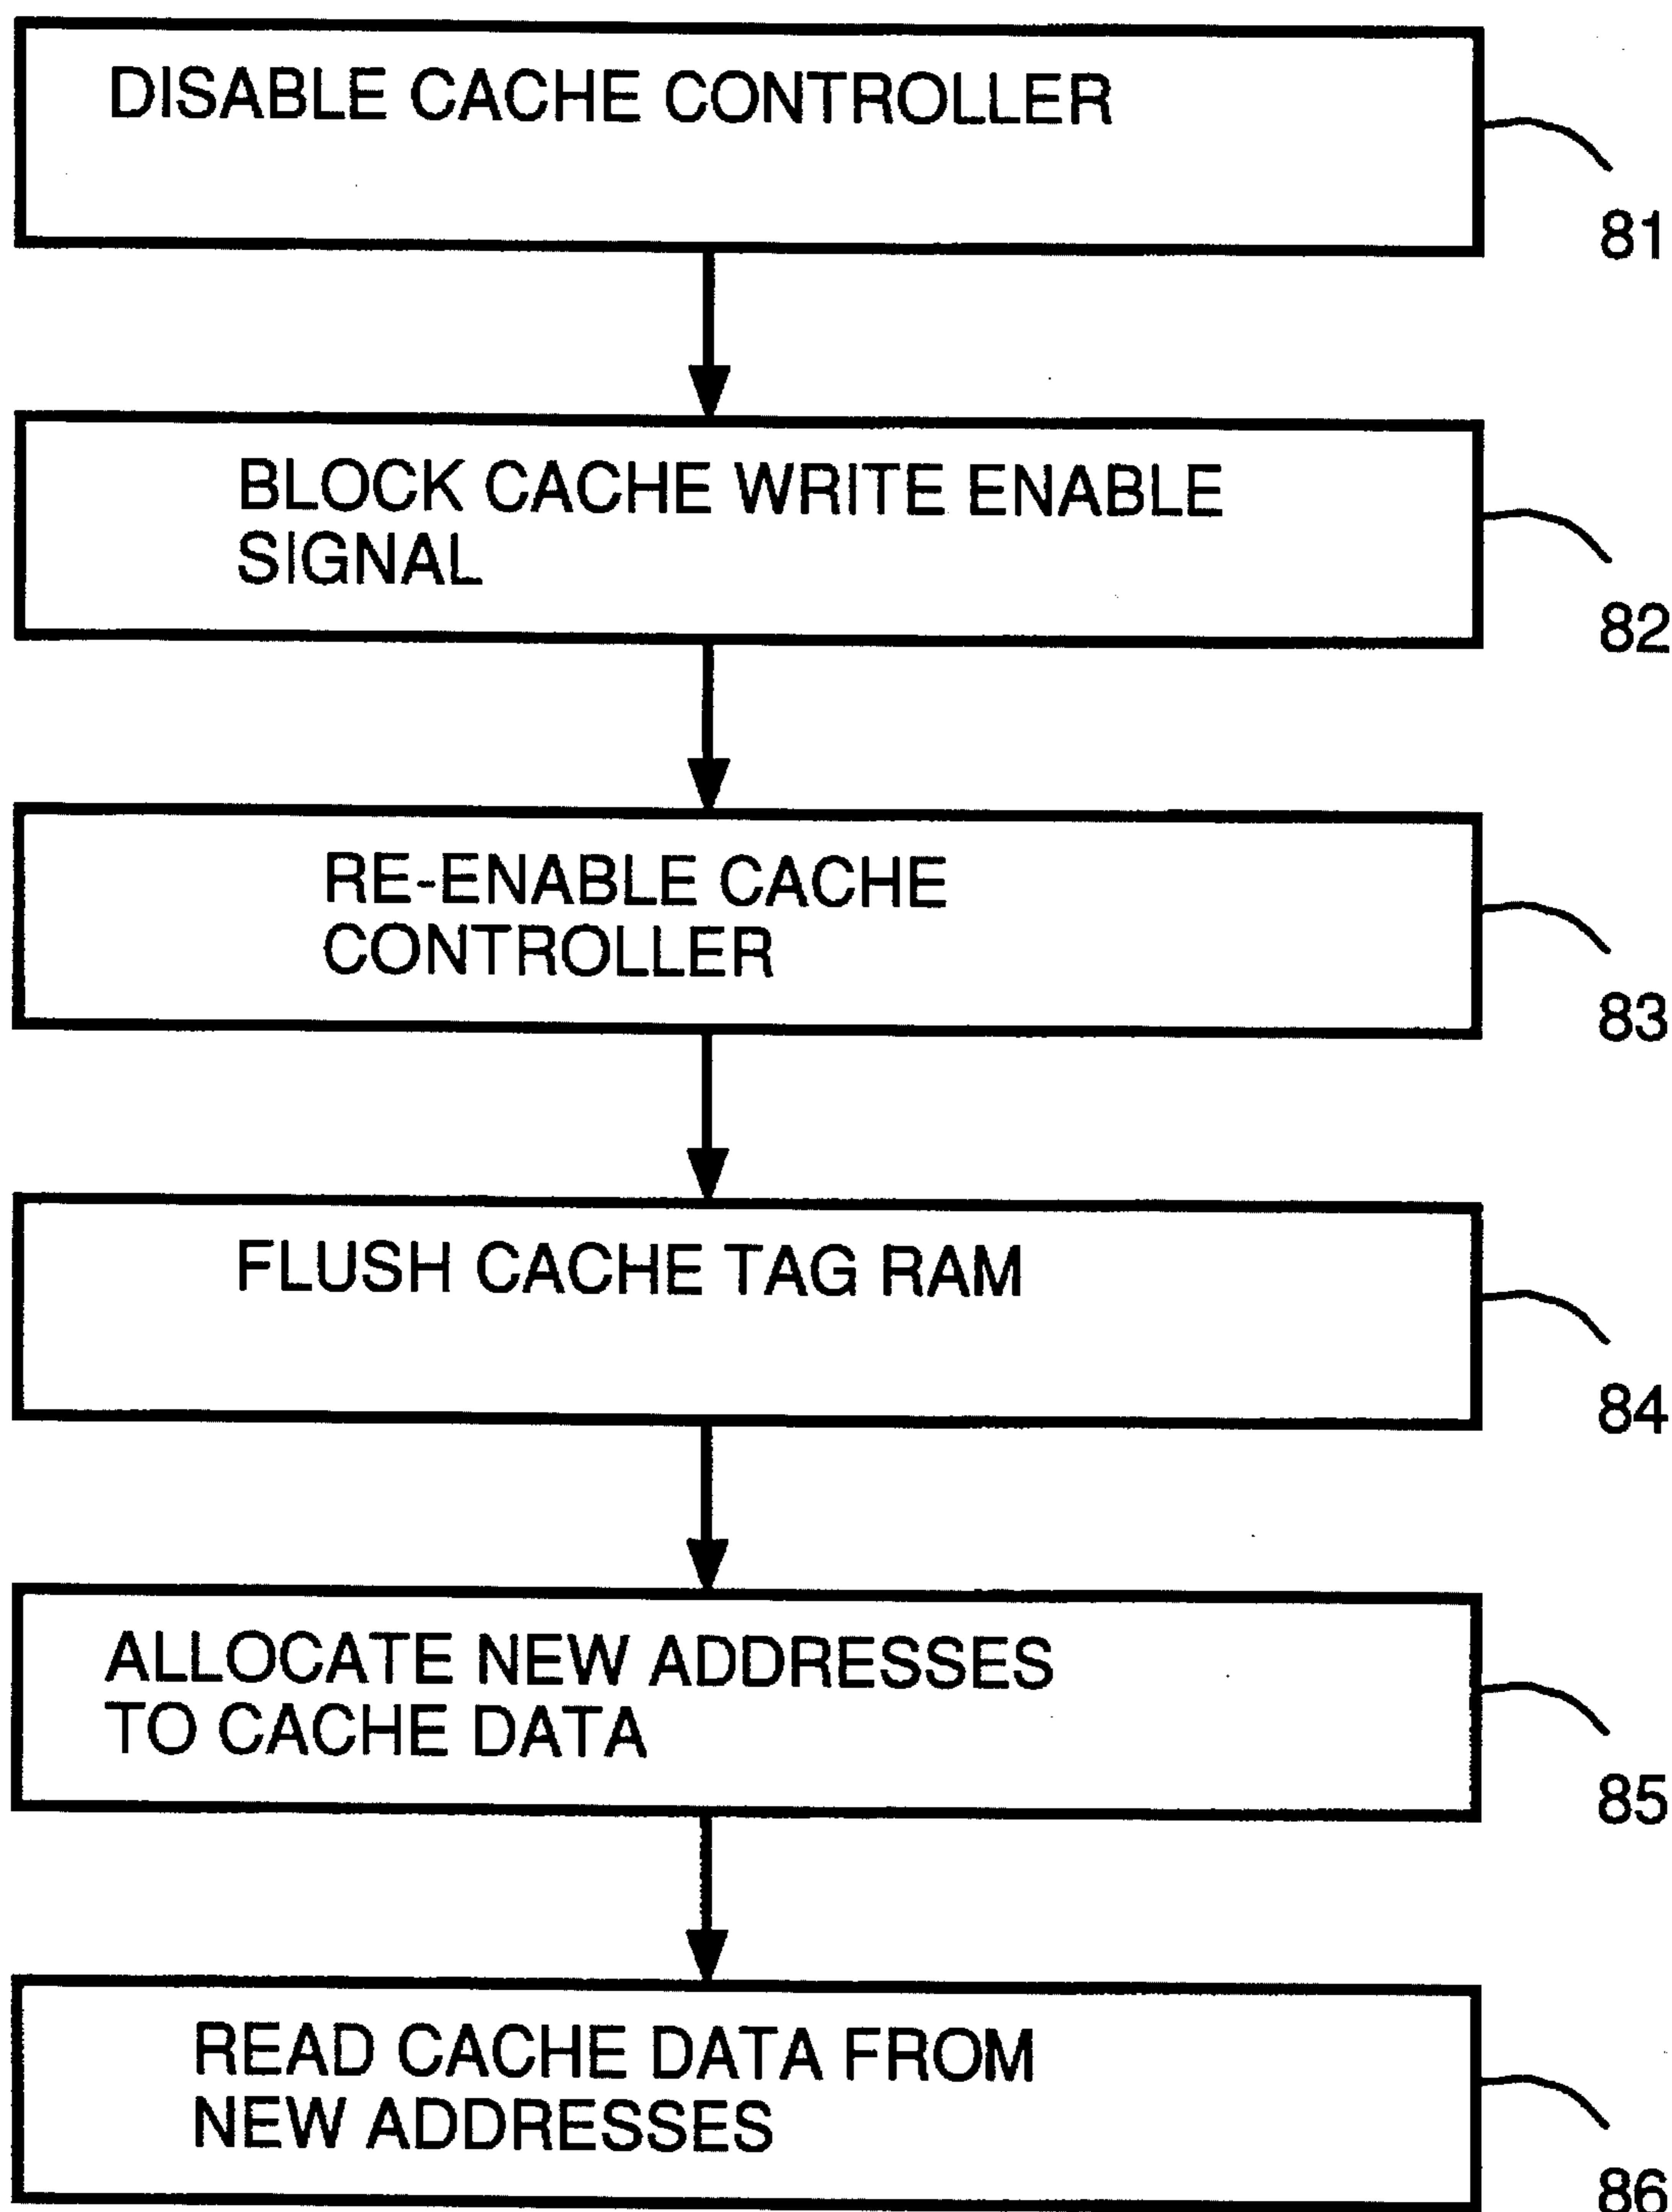 DISABLE CACHE CONTROLLER
81
BLOCK CACHE WRITE ENABLE
SIGNAL
82
RE-ENABLE CACHE
CONTROLLER
83
FLUSH CACHE TAG RAM
84
ALLOCATE NEW ADDRESSES
TO CACHE DATA
85
READ CACHE DATA FROM
NEW ADDRESSES
86